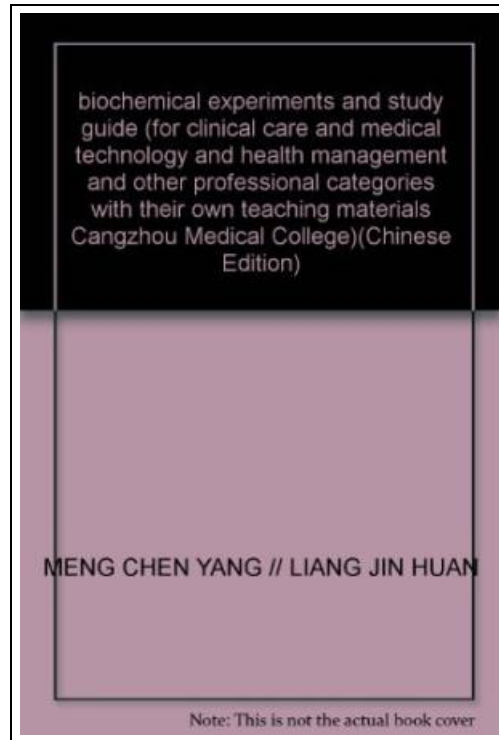 biochemical experiments and study
guide (for clinical care and medical
technology and health management
and other professional categories
with their own teaching materials
Cangzhou Medical College)(Chinese
Edition)
MENG CHEN YANG // LIANG JIN HUAN
Note: This is not the actual book cover